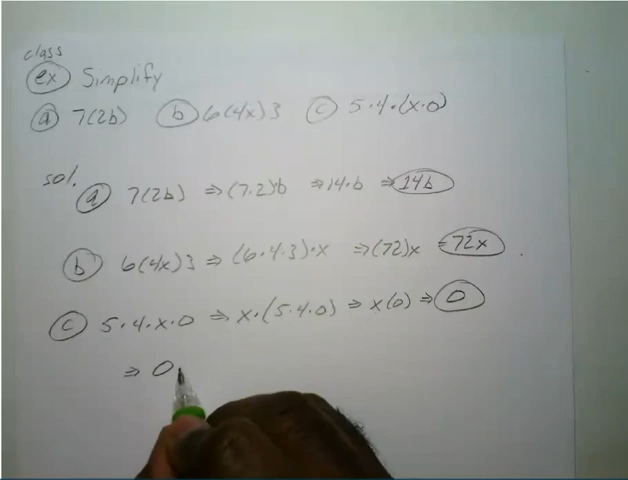 class
ex Simplify
a 7(2b) b 6(4x)3 c 5·4·(x·0)
sol.
a 7(2b) ⇒ (7·2)b ⇒ 14·b ⇒ 14b
b 6(4x)3 ⇒ (6·4·3)·x ⇒ (72)x = 72x
c 5·4·x·0 ⇒ x·(5·4·0) ⇒ x(0) ⇒ 0
⇒ 0